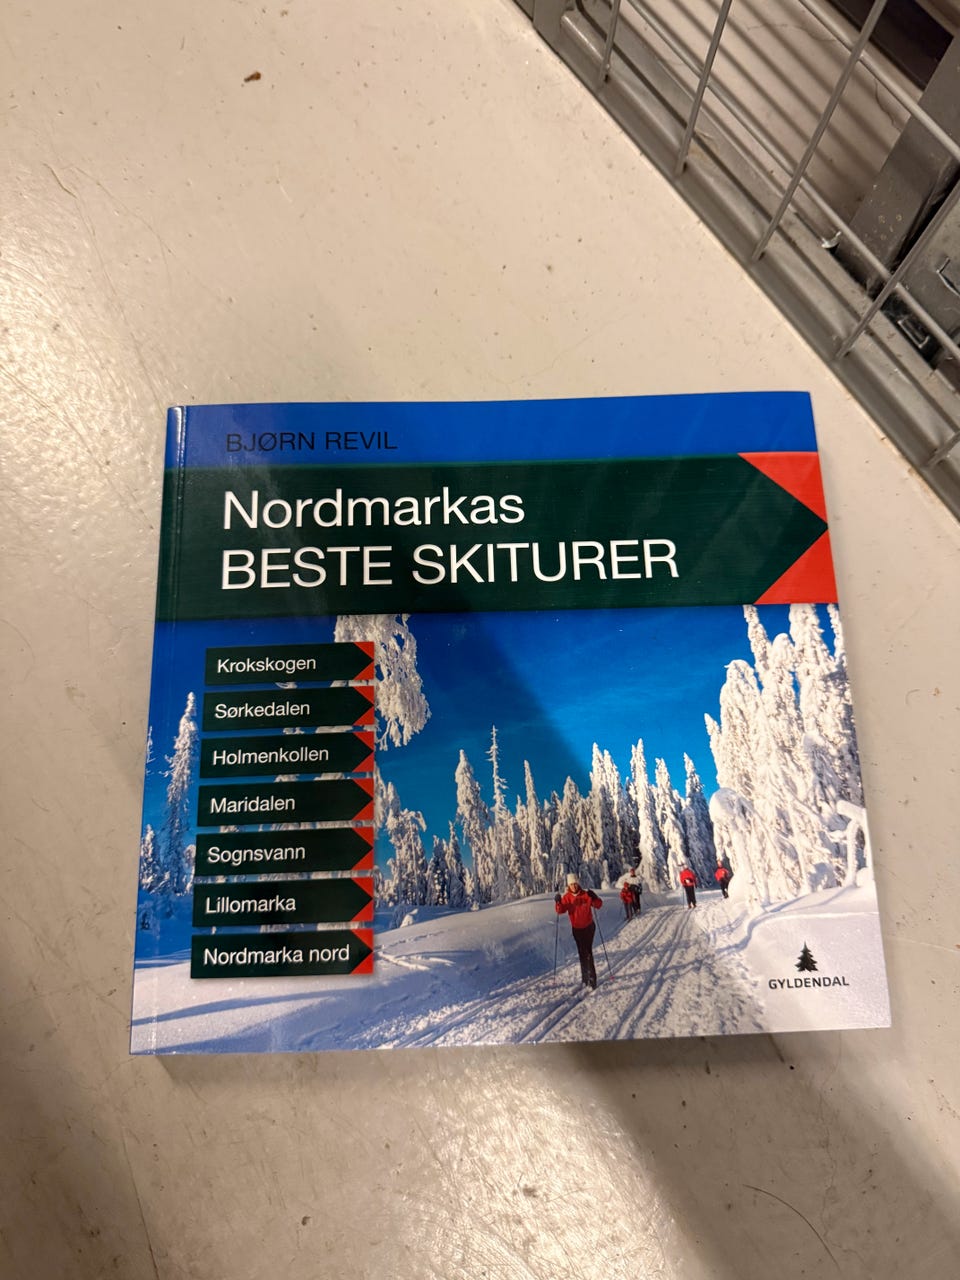 BJØRN REVIL
Nordmarkas
BESTE SKITURER
Krokskogen
Sørkedalen
Holmenkollen
Maridalen
Sognsvann
Lillomarka
Nordmarka nord
GYLDENDAL